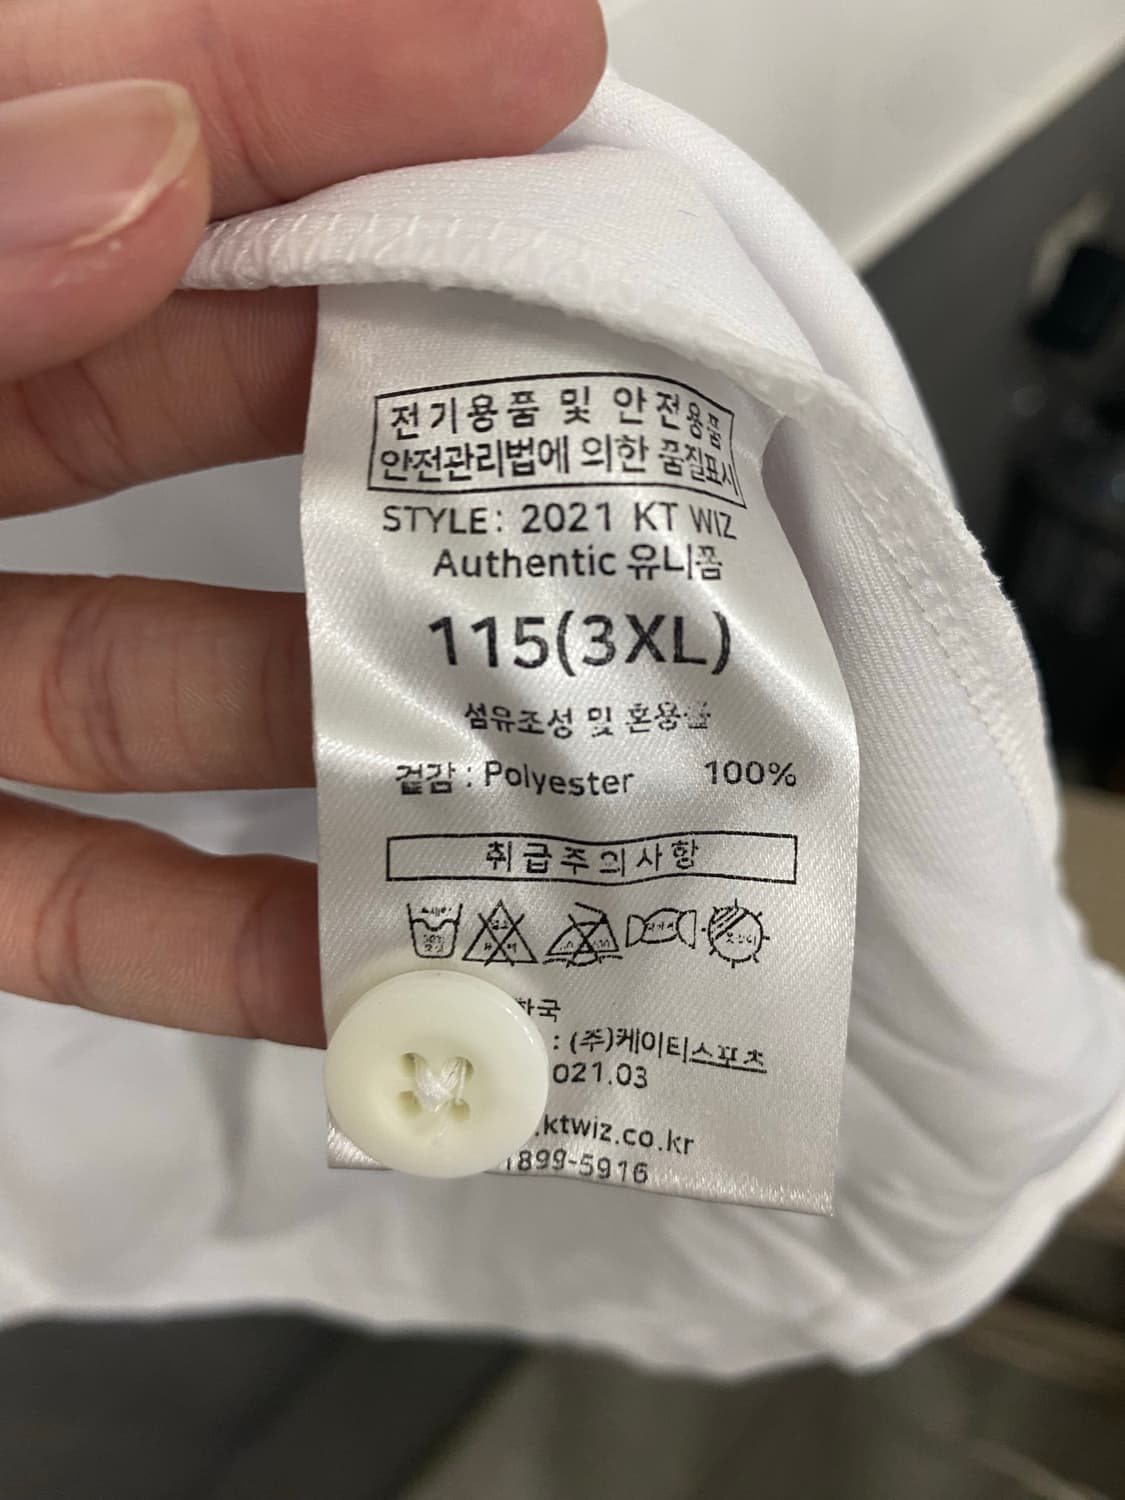 전기용품 및 안전용품
안전관리법에 의한 품질표시
STYLE: 2021 KT WIZ
Authentic 유니폼
115(3XL)
섬유조성 및 혼용률
겉감 : Polyester 100%
취급주의사항
한국
: (주)케이티스포츠
021.03
.ktwiz.co.kr
1899-5916